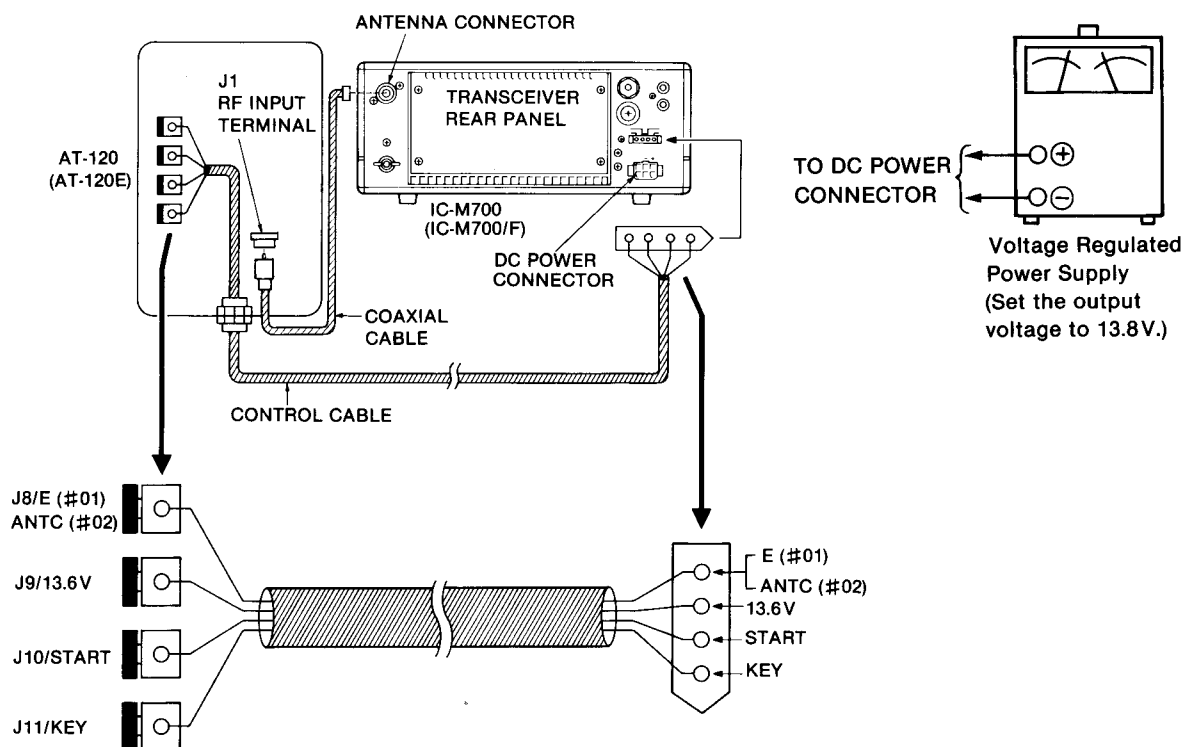 ANTENNA CONNECTOR
J1
RF INPUT
TERMINAL
TRANSCEIVER
REAR PANEL
AT-120
(AT-120E)
IC-M700
(IC-M700/F)
DC POWER
CONNECTOR
COAXIAL
CABLE
CONTROL CABLE
TO DC POWER
CONNECTOR
+
−
Voltage Regulated
Power Supply
(Set the output
voltage to 13.8V.)
J8/E (#01)
ANTC (#02)
J9/13.6V
J10/START
J11/KEY
E (#01)
ANTC (#02)
13.6V
START
KEY